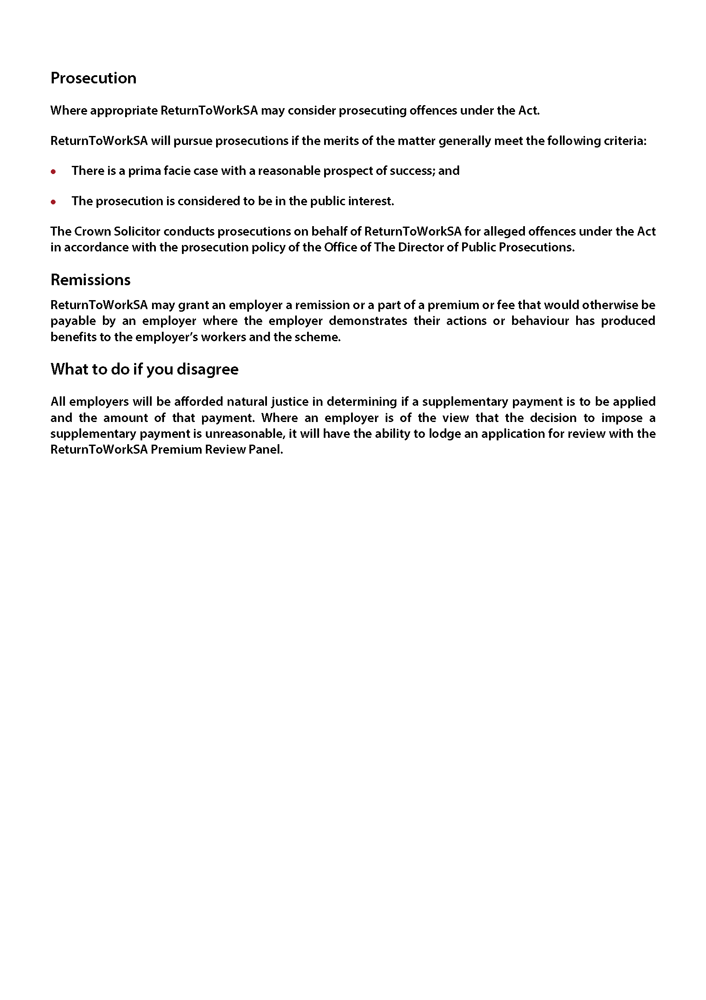 Prosecution
Where appropriate ReturnToWorkSA may consider prosecuting offences under the Act.
ReturnToWorkSA will pursue prosecutions if the merits of the matter generally meet the following criteria:
• There is a prima facie case with a reasonable prospect of success; and
• The prosecution is considered to be in the public interest.
The Crown Solicitor conducts prosecutions on behalf of ReturnToWorkSA for alleged offences under the Act
in accordance with the prosecution policy of the Office of The Director of Public Prosecutions.
Remissions
ReturnToWorkSA may grant an employer a remission or a part of a premium or fee that would otherwise be
payable by an employer where the employer demonstrates their actions or behaviour has produced
benefits to the employer’s workers and the scheme.
What to do if you disagree
All employers will be afforded natural justice in determining if a supplementary payment is to be applied
and the amount of that payment. Where an employer is of the view that the decision to impose a
supplementary payment is unreasonable, it will have the ability to lodge an application for review with the
ReturnToWorkSA Premium Review Panel.